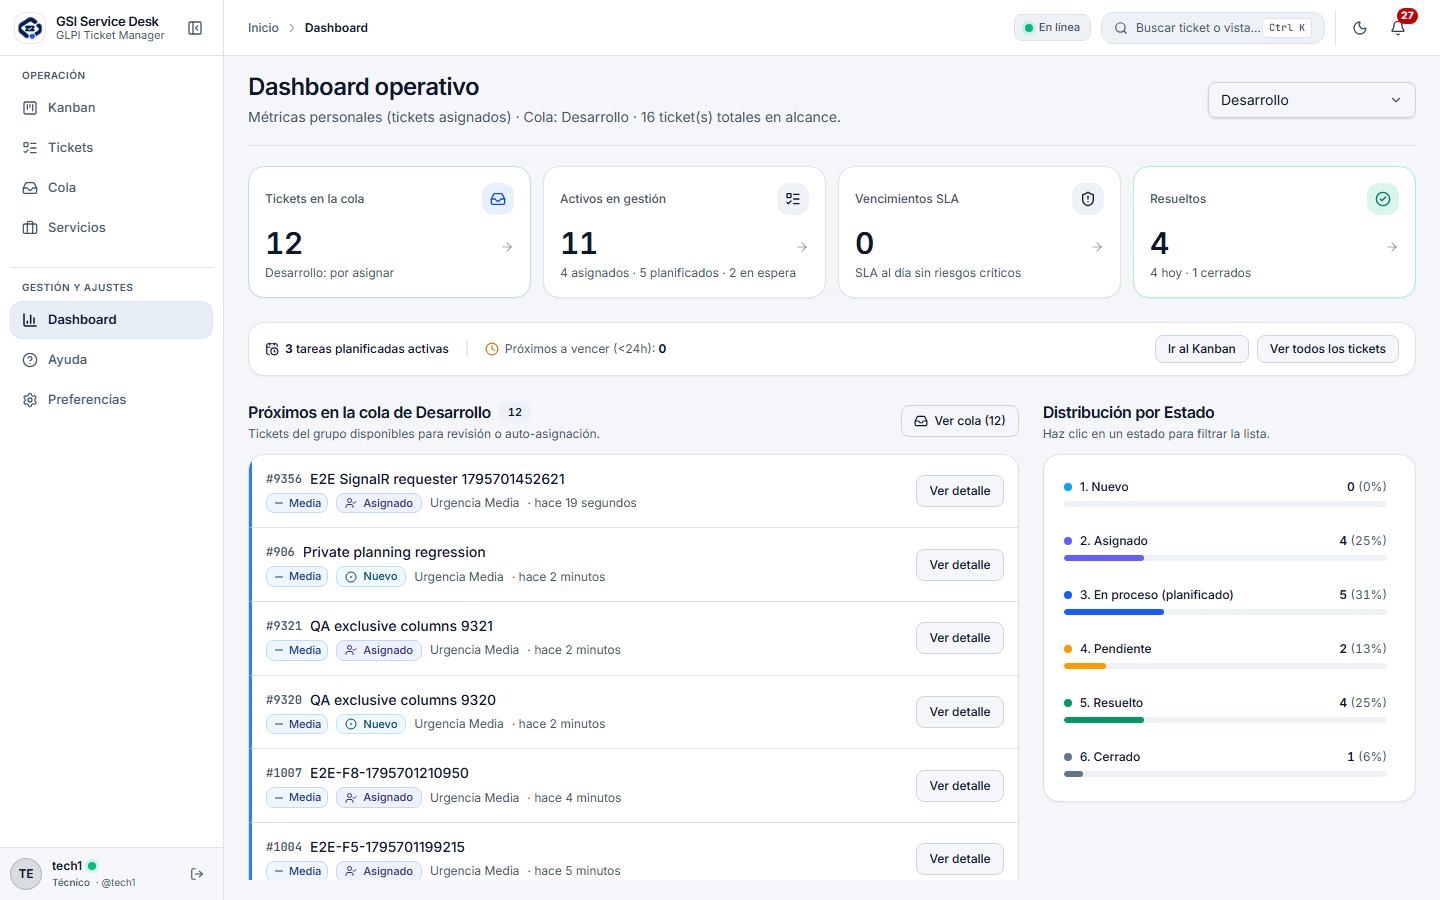 GSI Service Desk
GLPI Ticket Manager
Inicio
Dashboard
En línea
Buscar ticket o vista...
Ctrl K
27
OPERACIÓN
Kanban
Tickets
Cola
Servicios
GESTIÓN Y AJUSTES
Dashboard
Ayuda
Preferencias
TE
tech1
Técnico · @tech1
Dashboard operativo
Métricas personales (tickets asignados) · Cola: Desarrollo · 16 ticket(s) totales en alcance.
Desarrollo
Tickets en la cola
12
Desarrollo: por asignar
Activos en gestión
11
4 asignados · 5 planificados · 2 en espera
Vencimientos SLA
0
SLA al día sin riesgos críticos
Resueltos
4
4 hoy · 1 cerrados
3 tareas planificadas activas
Próximos a vencer (<24h): 0
Ir al Kanban
Ver todos los tickets
Próximos en la cola de Desarrollo 12
Tickets del grupo disponibles para revisión o auto-asignación.
Ver cola (12)
#9356 E2E SignalR requester 1795701452621
Media Asignado Urgencia Media · hace 19 segundos
Ver detalle
#906 Private planning regression
Media Nuevo Urgencia Media · hace 2 minutos
Ver detalle
#9321 QA exclusive columns 9321
Media Asignado Urgencia Media · hace 2 minutos
Ver detalle
#9320 QA exclusive columns 9320
Media Nuevo Urgencia Media · hace 2 minutos
Ver detalle
#1007 E2E-F8-1795701210950
Media Asignado Urgencia Media · hace 4 minutos
Ver detalle
#1004 E2E-F5-1795701199215
Media Asignado Urgencia Media · hace 5 minutos
Ver detalle
Distribución por Estado
Haz clic en un estado para filtrar la lista.
1. Nuevo 0 (0%)
2. Asignado 4 (25%)
3. En proceso (planificado) 5 (31%)
4. Pendiente 2 (13%)
5. Resuelto 4 (25%)
6. Cerrado 1 (6%)